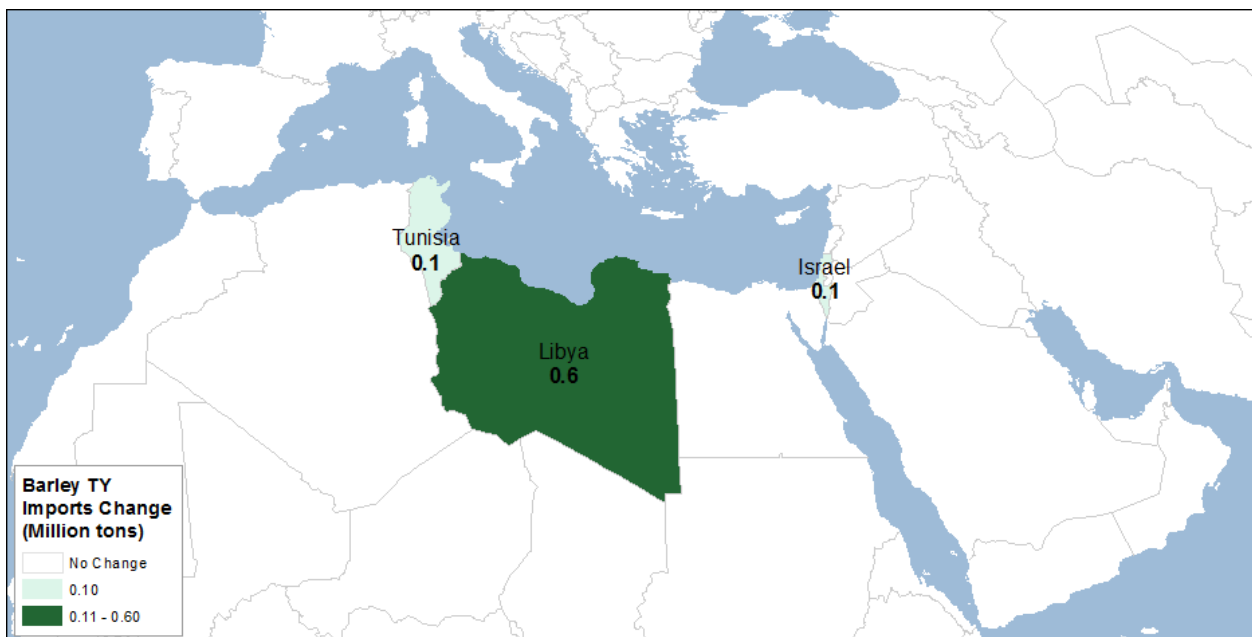 Tunisia
0.1
Israel
0.1
Libya
0.6
Barley TY
Imports Change
(Million tons)
No Change
0.10
0.11 - 0.60